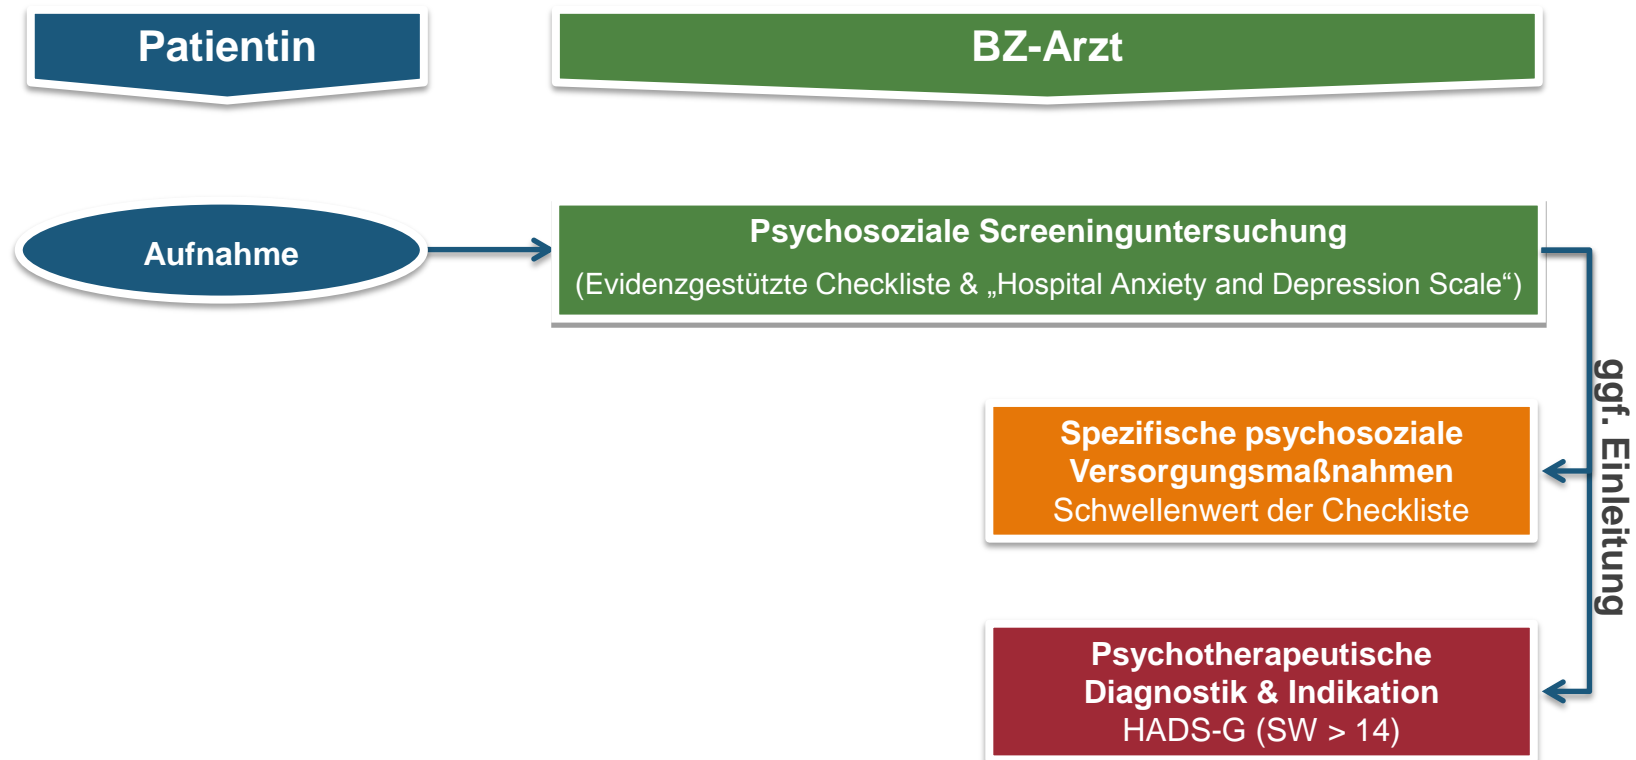 Patientin
BZ-Arzt
Aufnahme
Psychosoziale Screeninguntersuchung
(Evidenzgestützte Checkliste & „Hospital Anxiety and Depression Scale“)
ggf. Einleitung
Spezifische psychosoziale
Versorgungsmaßnahmen
Schwellenwert der Checkliste
Psychotherapeutische
Diagnostik & Indikation
HADS-G (SW > 14)